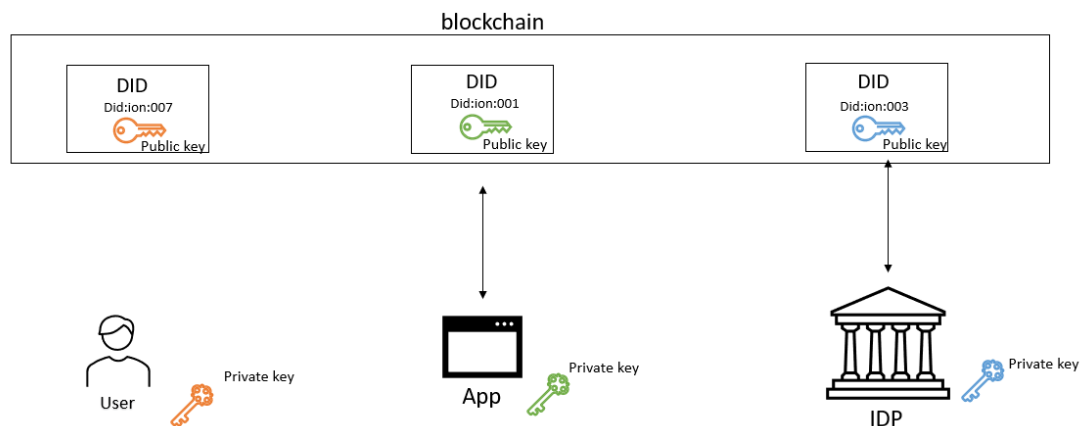 blockchain
DID
Did:ion:007
Public key
DID
Did:ion:001
Public key
DID
Did:ion:003
Public key
User
Private key
App
Private key
IDP
Private key